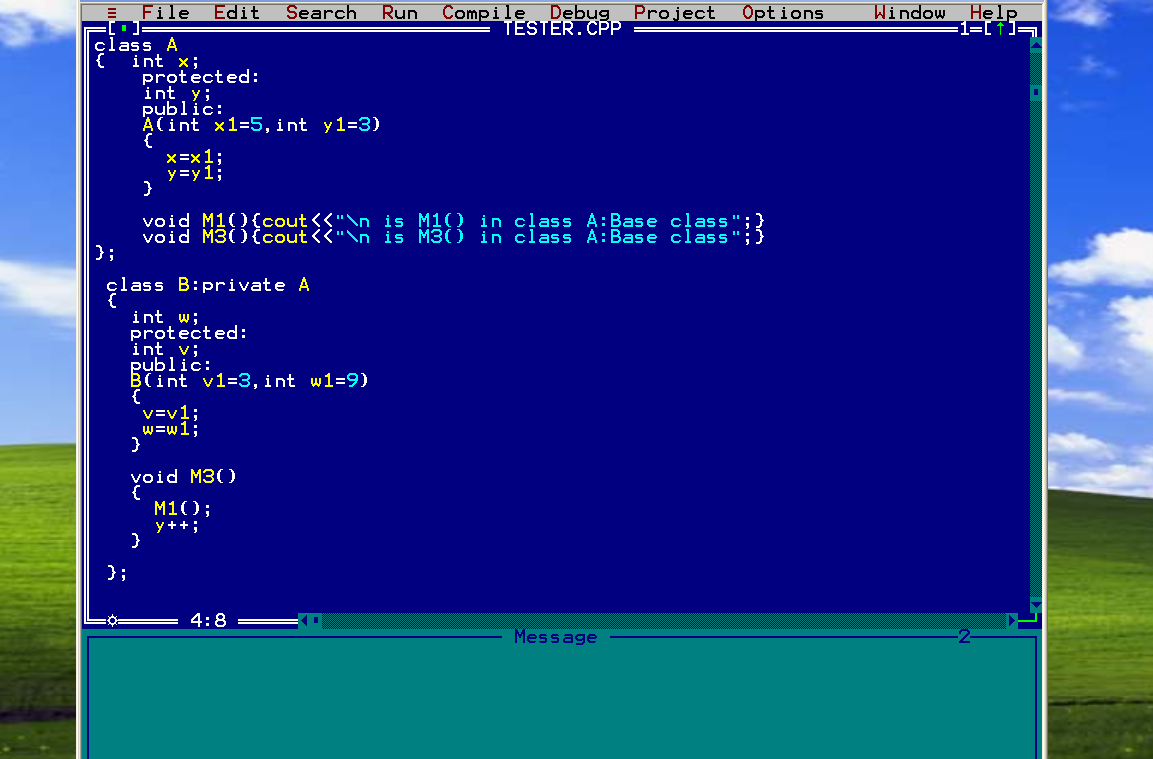 ≡ File Edit Search Run Compile Debug Project Options Window Help
[▪] TESTER.CPP 1=[↑]
class A
{  int x;
    protected:
    int y;
    public:
    A(int x1=5,int y1=3)
    {
      x=x1;
      y=y1;
    }
    void M1(){cout<<"\n is M1() in class A:Base class";}
    void M3(){cout<<"\n is M3() in class A:Base class";}
};
 class B:private A
 {
   int w;
   protected:
   int v;
   public:
   B(int v1=3,int w1=9)
   {
    v=v1;
    w=w1;
   }
   void M3()
   {
     M1();
     y++;
   }
 };
4:8
Message 2